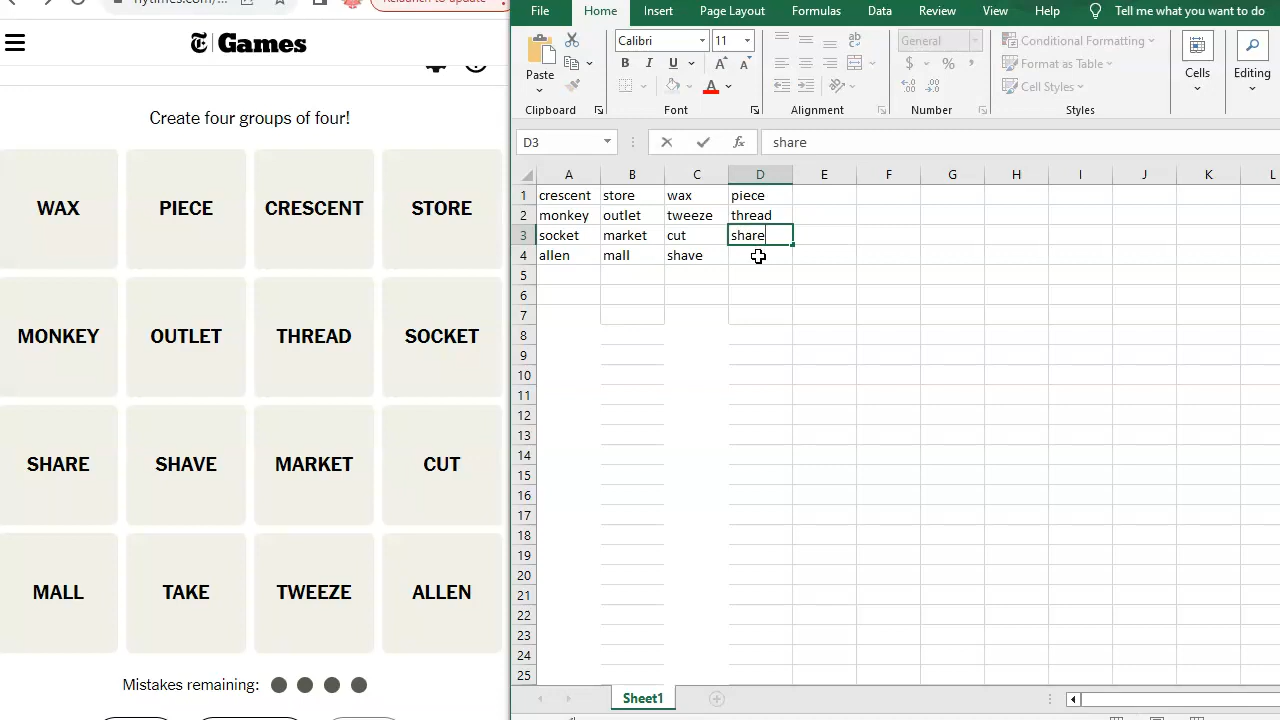 Games
Create four groups of four!
WAX PIECE CRESCENT STORE
MONKEY OUTLET THREAD SOCKET
SHARE SHAVE MARKET CUT
MALL TAKE TWEEZE ALLEN
Mistakes remaining:
File Home Insert Page Layout Formulas Data Review View Help Tell me what you want to do
Calibri 11 General Conditional Formatting
Paste B I U A $ % Format as Table Cells Editing
Cell Styles
Clipboard Font Alignment Number Styles
D3 fx share
A B C D E F G H I J K L
1 crescent store wax piece
2 monkey outlet tweeze thread
3 socket market cut share
4 allen mall shave
5
6
7
8
9
10
11
12
13
14
15
16
17
18
19
20
21
22
23
24
25
Sheet1